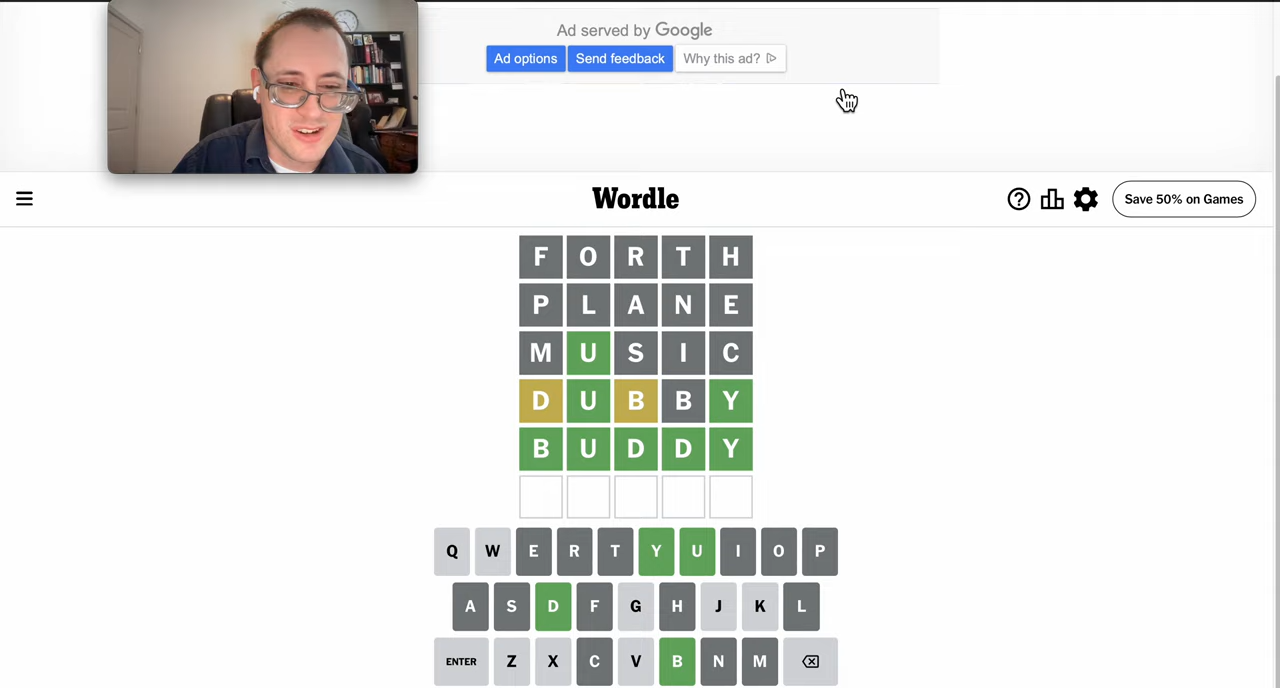 Ad served by Google
Ad options Send feedback Why this ad?
Wordle
Save 50% on Games
F O R T H
P L A N E
M U S I C
D U B B Y
B U D D Y
Q W E R T Y U I O P
A S D F G H J K L
ENTER Z X C V B N M